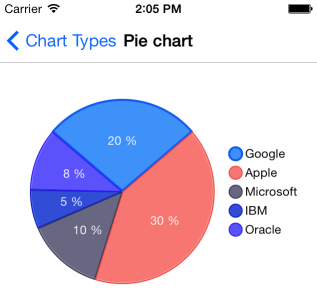 Carrier 2:05 PM
Chart Types Pie chart
20 %
8 %
5 %
10 %
30 %
Google
Apple
Microsoft
IBM
Oracle